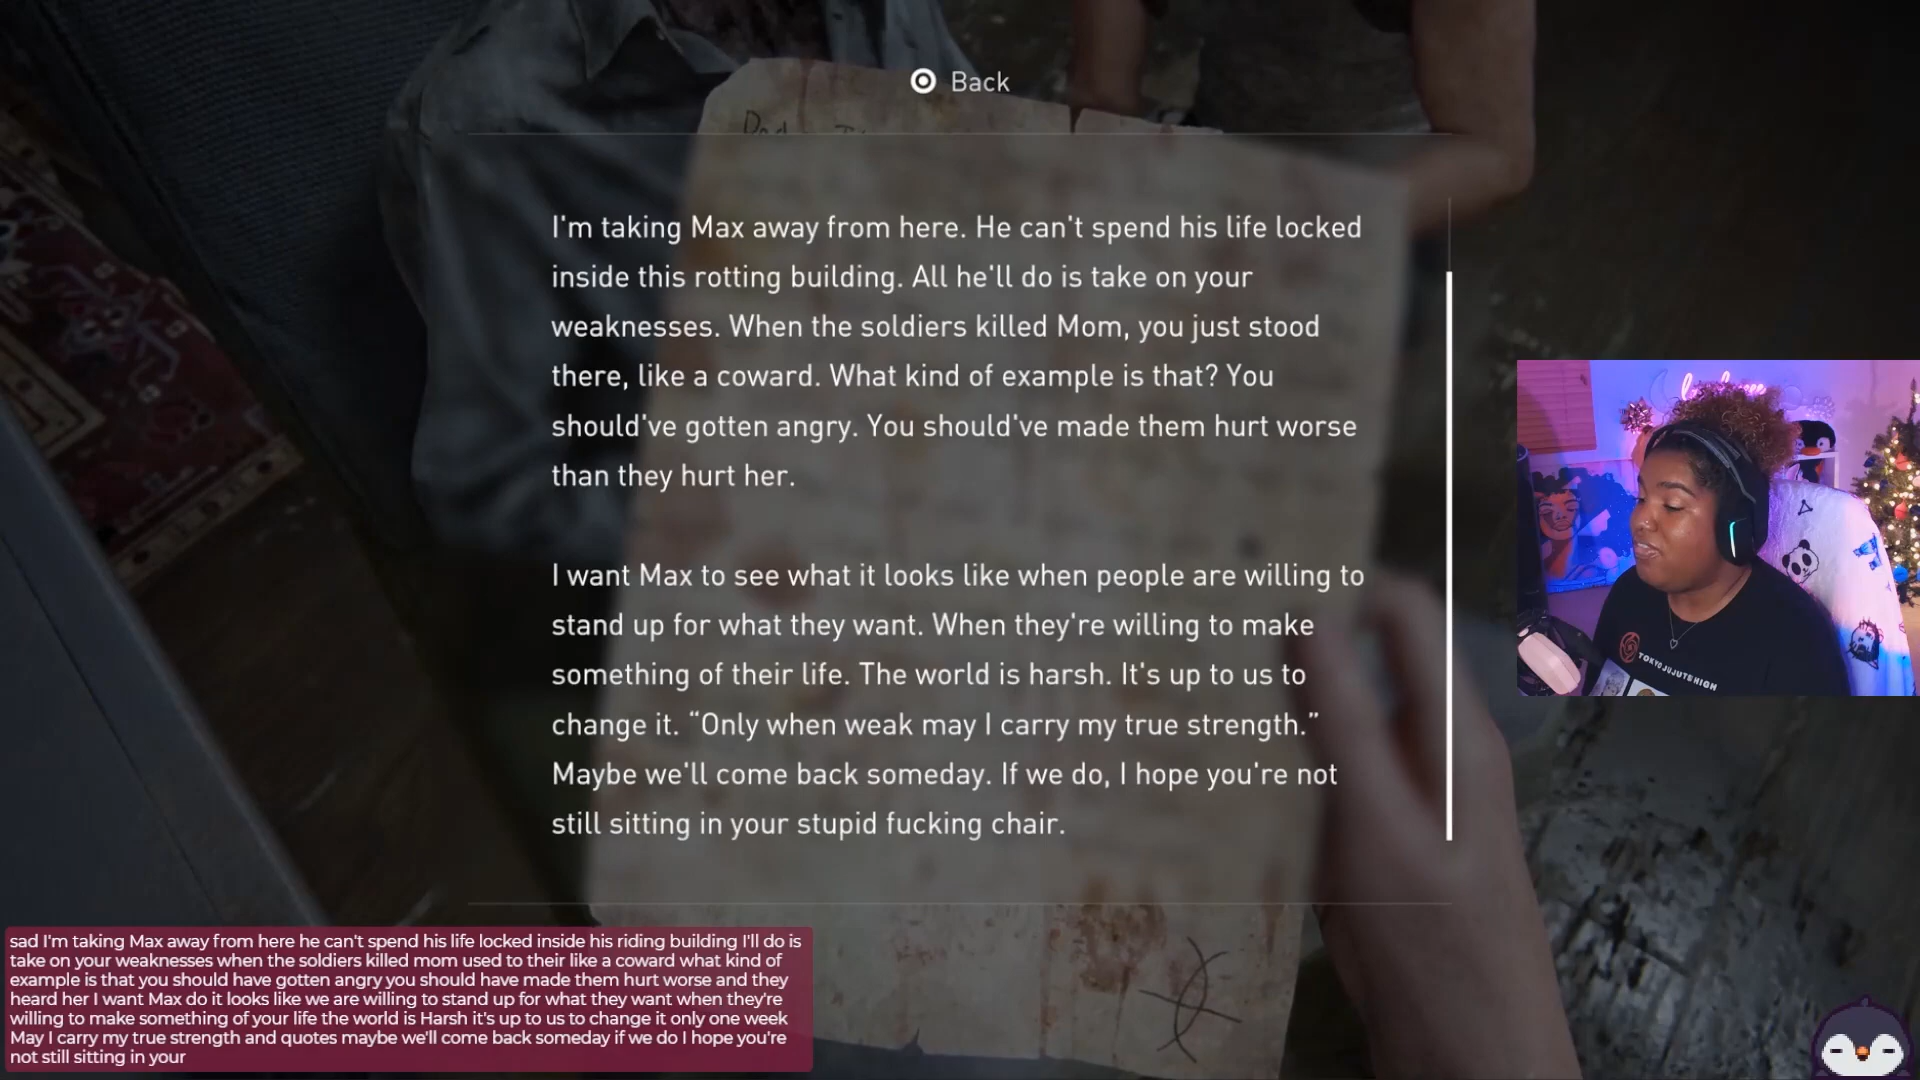 Back
I'm taking Max away from here. He can't spend his life locked
inside this rotting building. All he'll do is take on your
weaknesses. When the soldiers killed Mom, you just stood
there, like a coward. What kind of example is that? You
should've gotten angry. You should've made them hurt worse
than they hurt her.
I want Max to see what it looks like when people are willing to
stand up for what they want. When they're willing to make
something of their life. The world is harsh. It's up to us to
change it. “Only when weak may I carry my true strength.”
Maybe we'll come back someday. If we do, I hope you're not
still sitting in your stupid fucking chair.
TOKYO JUJUTSU HIGH
sad I'm taking Max away from here he can't spend his life locked inside his riding building I'll do is
take on your weaknesses when the soldiers killed mom used to their like a coward what kind of
example is that you should have gotten angry you should have made them hurt worse and they
heard her I want Max do it looks like we are willing to stand up for what they want when they're
willing to make something of your life the world is Harsh it's up to us to change it only one week
May I carry my true strength and quotes maybe we'll come back someday if we do I hope you're
not still sitting in your